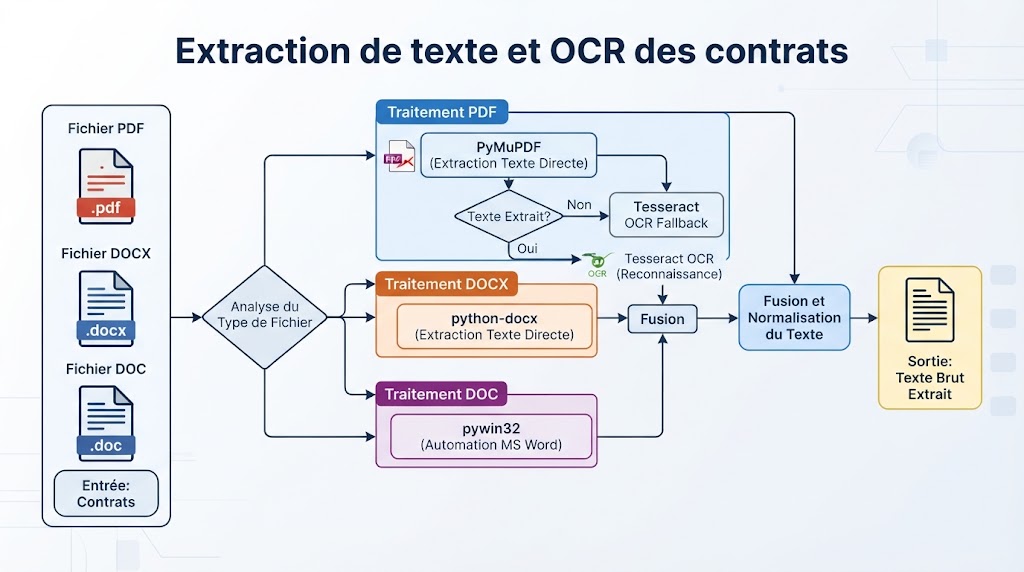 Extraction de texte et OCR des contrats
Fichier PDF
.pdf
Fichier DOCX
.docx
Fichier DOC
.doc
Entrée:
Contrats
Analyse du
Type de Fichier
Traitement PDF
PyMuPDF
(Extraction Texte Directe)
Texte Extrait?
Non
Oui
Tesseract
OCR Fallback
OGR
Tesseract OCR
(Reconnaissance)
Traitement DOCX
python-docx
(Extraction Texte Directe)
Traitement DOC
pywin32
(Automation MS Word)
Fusion
Fusion et
Normalisation
du Texte
Sortie:
Texte Brut
Extrait